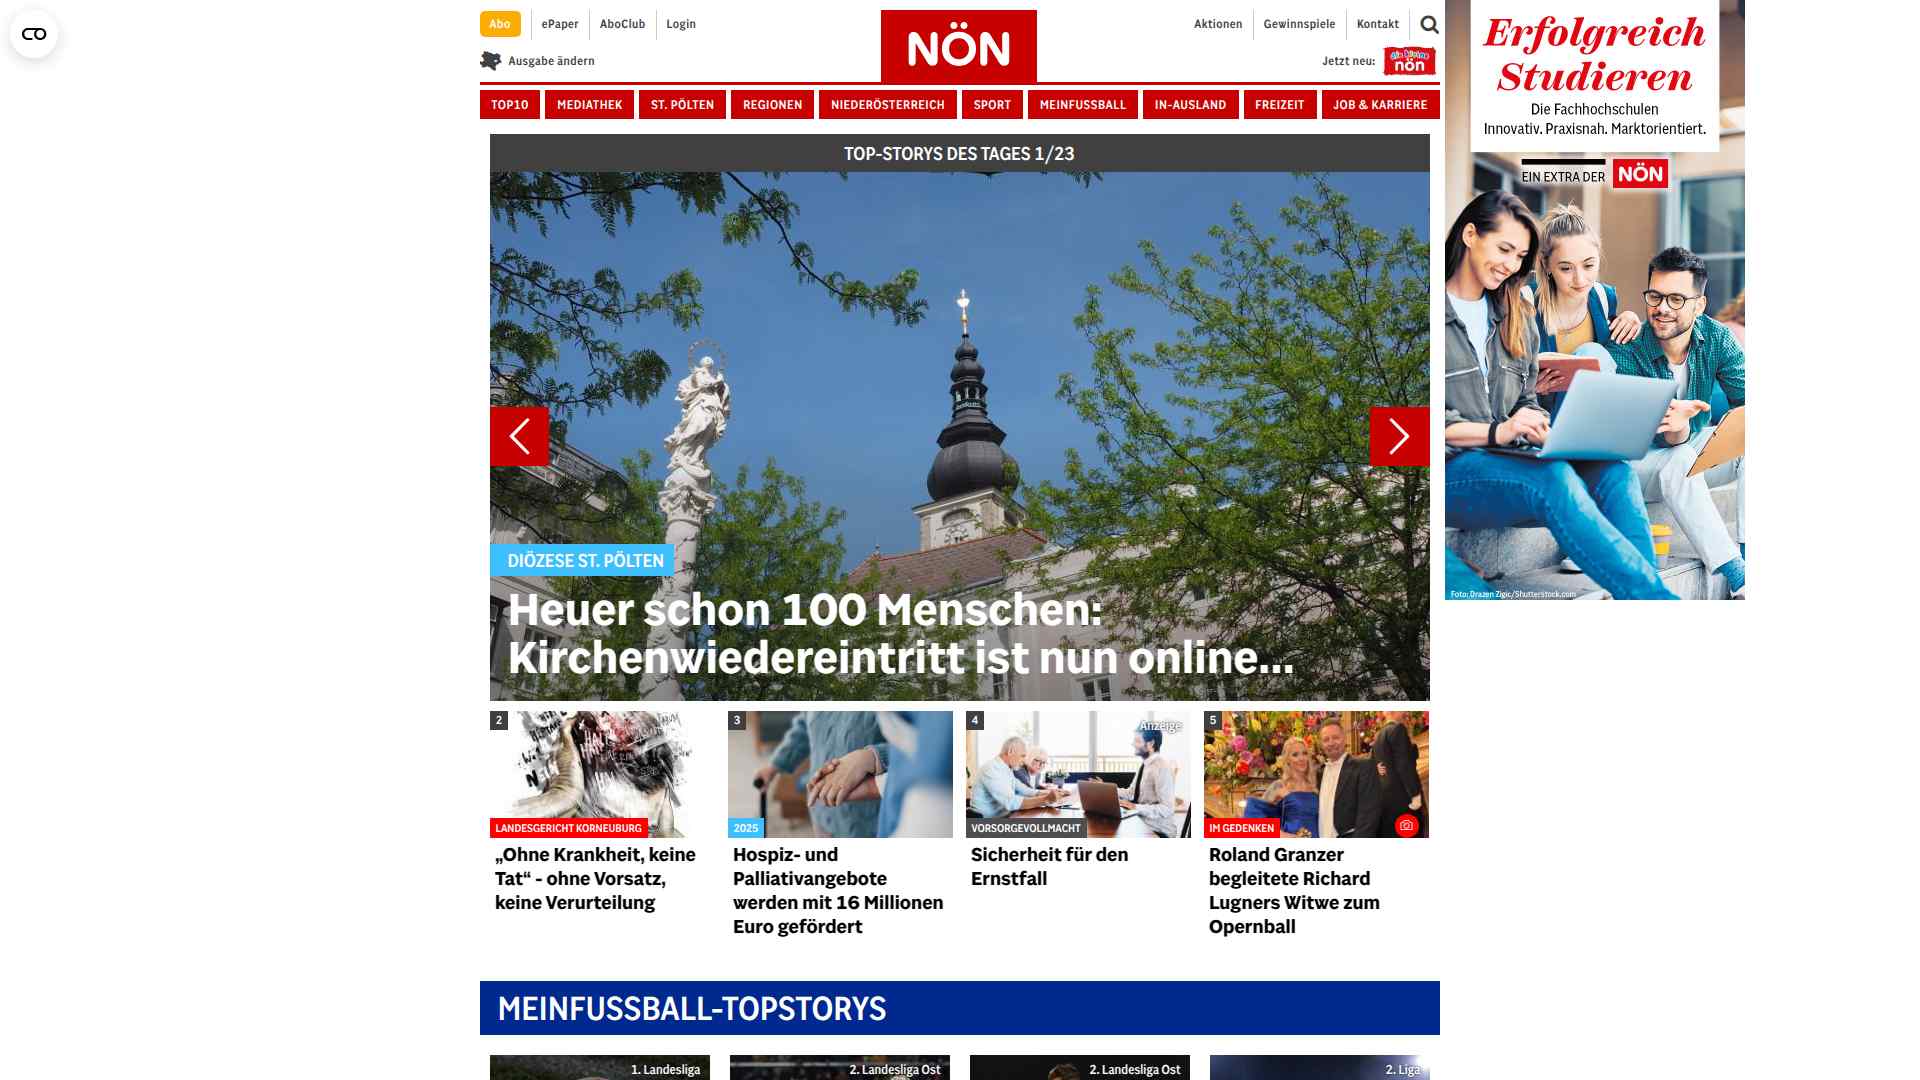 Abo
ePaper
AboClub
Login
Aktionen
Gewinnspiele
Kontakt
Ausgabe ändern
NÖN
Jetzt neu:
die kleine
nön
TOP10
MEDIATHEK
ST. PÖLTEN
REGIONEN
NIEDERÖSTERREICH
SPORT
MEINFUSSBALL
IN-AUSLAND
FREIZEIT
JOB & KARRIERE
Erfolgreich
Studieren
Die Fachhochschulen
Innovativ. Praxisnah. Marktorientiert.
EIN EXTRA DER NÖN
Foto: Drazen Zigic/Shutterstock.com
TOP-STORYS DES TAGES 1/23
DIÖZESE ST. PÖLTEN
Heuer schon 100 Menschen:
Kirchenwiedereintritt ist nun online...
2
LANDESGERICHT KORNEUBURG
„Ohne Krankheit, keine
Tat“ - ohne Vorsatz,
keine Verurteilung
3
2025
Hospiz- und
Palliativangebote
werden mit 16 Millionen
Euro gefördert
4
Anzeige
VORSORGEVOLLMACHT
Sicherheit für den
Ernstfall
5
IM GEDENKEN
Roland Granzer
begleitete Richard
Lugners Witwe zum
Opernball
MEINFUSSBALL-TOPSTORYS
1. Landesliga
2. Landesliga Ost
2. Landesliga Ost
2. Liga